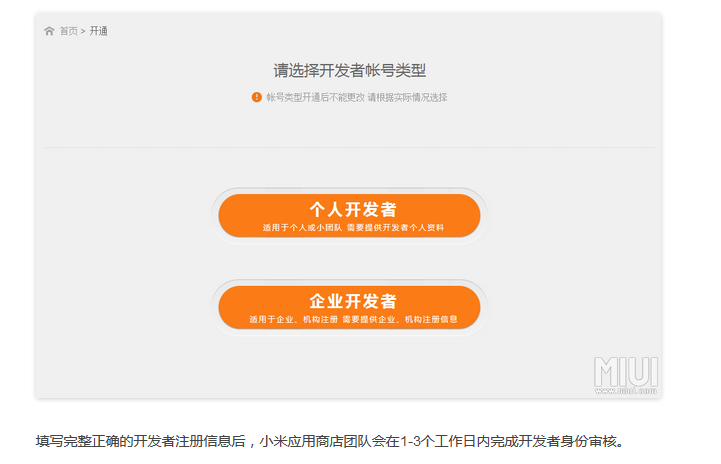 首页 > 开通
请选择开发者帐号类型
帐号类型开通后不能更改 请根据实际情况选择
个人开发者
适用于个人或小团队 需要提供开发者个人资料
企业开发者
适用于企业、机构注册 需要提供企业、机构注册信息
MIUI
www.miui.com
填写完整正确的开发者注册信息后，小米应用商店团队会在1-3个工作日内完成开发者身份审核。